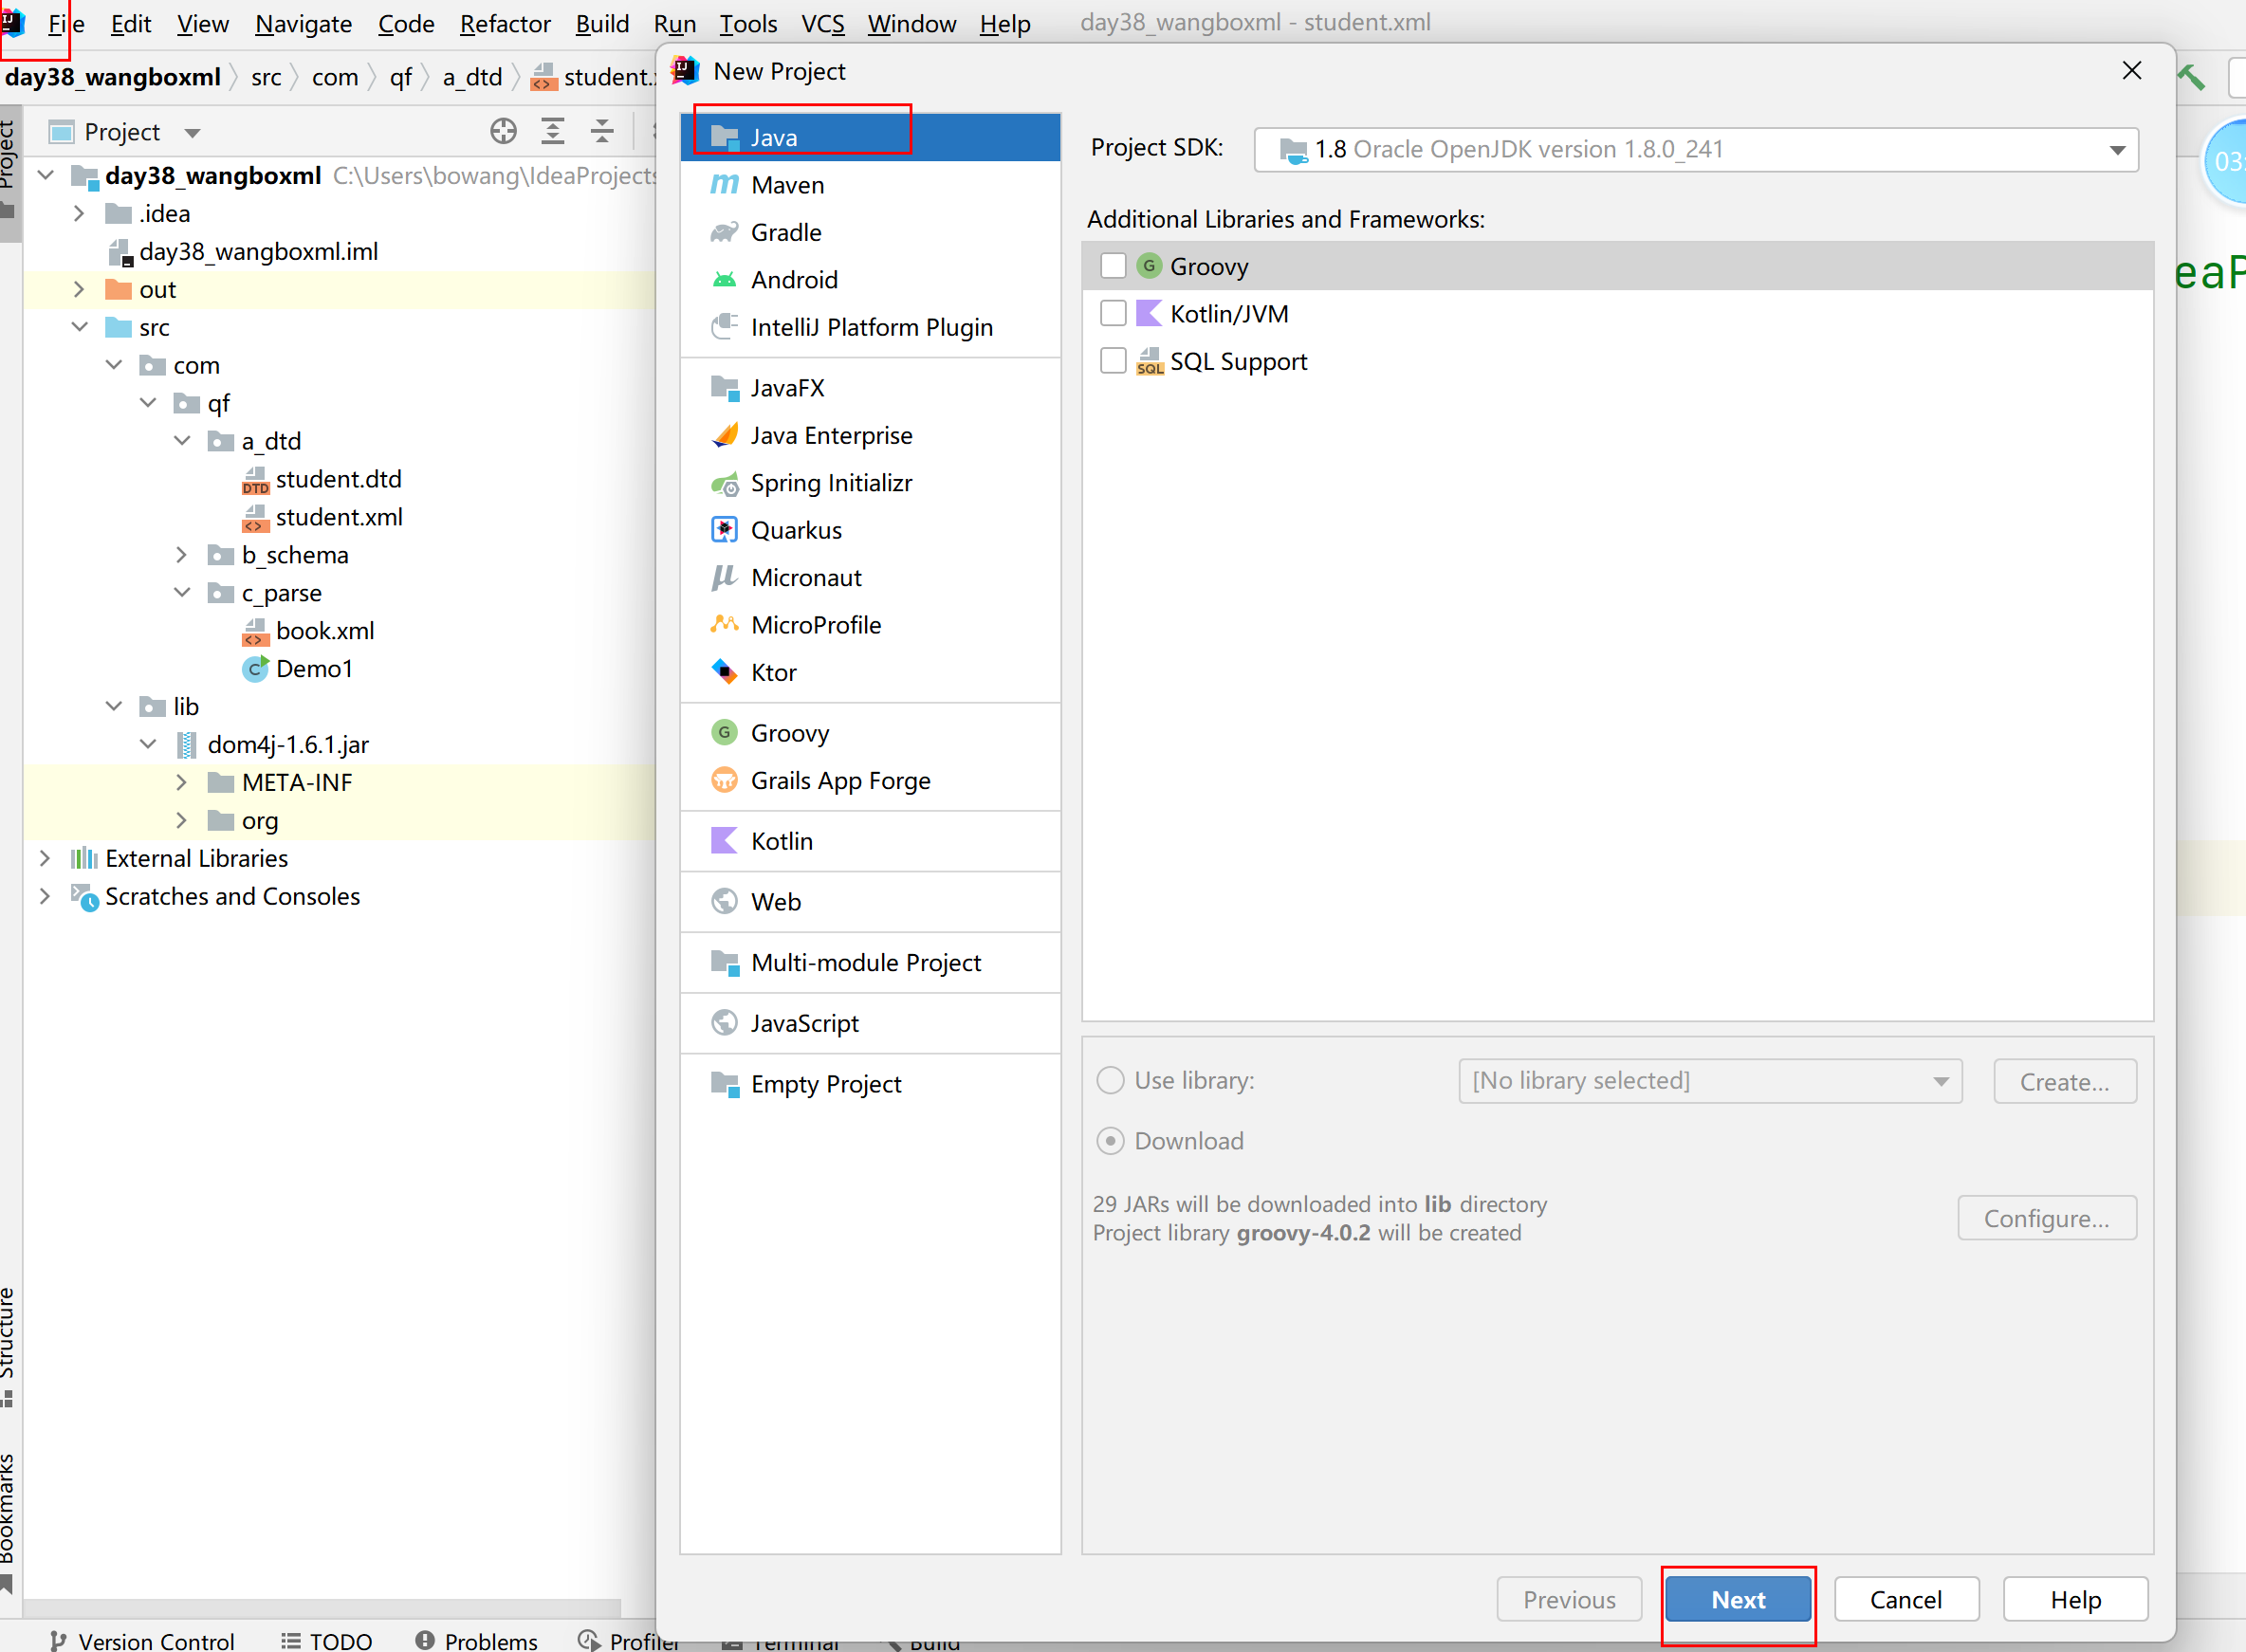 File Edit View Navigate Code Refactor Build Run Tools VCS Window Help day38_wangboxml - student.xml
day38_wangboxml src com qf a_dtd student.x
Project
day38_wangboxml C:\Users\bowang\IdeaProjects
.idea
day38_wangboxml.iml
out
src
com
qf
a_dtd
student.dtd
student.xml
b_schema
c_parse
book.xml
Demo1
lib
dom4j-1.6.1.jar
META-INF
org
External Libraries
Scratches and Consoles
Project
Structure
Bookmarks
New Project
Java
Maven
Gradle
Android
IntelliJ Platform Plugin
JavaFX
Java Enterprise
Spring Initializr
Quarkus
Micronaut
MicroProfile
Ktor
Groovy
Grails App Forge
Kotlin
Web
Multi-module Project
JavaScript
Empty Project
Project SDK: 1.8 Oracle OpenJDK version 1.8.0_241
Additional Libraries and Frameworks:
Groovy
Kotlin/JVM
SQL Support
Use library: [No library selected] Create...
Download
29 JARs will be downloaded into lib directory
Project library groovy-4.0.2 will be created
Configure...
Previous Next Cancel Help
03:
eaP
Version Control TODO Problems Profiler Terminal Build